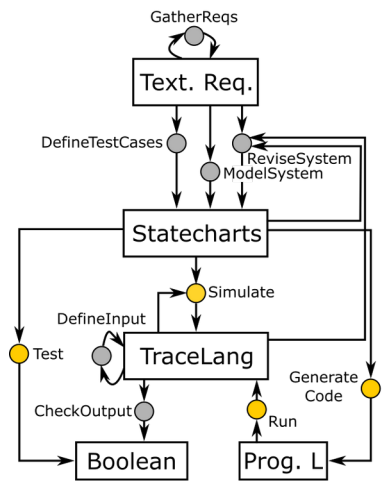 GatherReqs
Text. Req.
DefineTestCases
ReviseSystem
ModelSystem
Statecharts
Simulate
DefineInput
Test
TraceLang
Generate
Code
CheckOutput
Run
Boolean
Prog. L